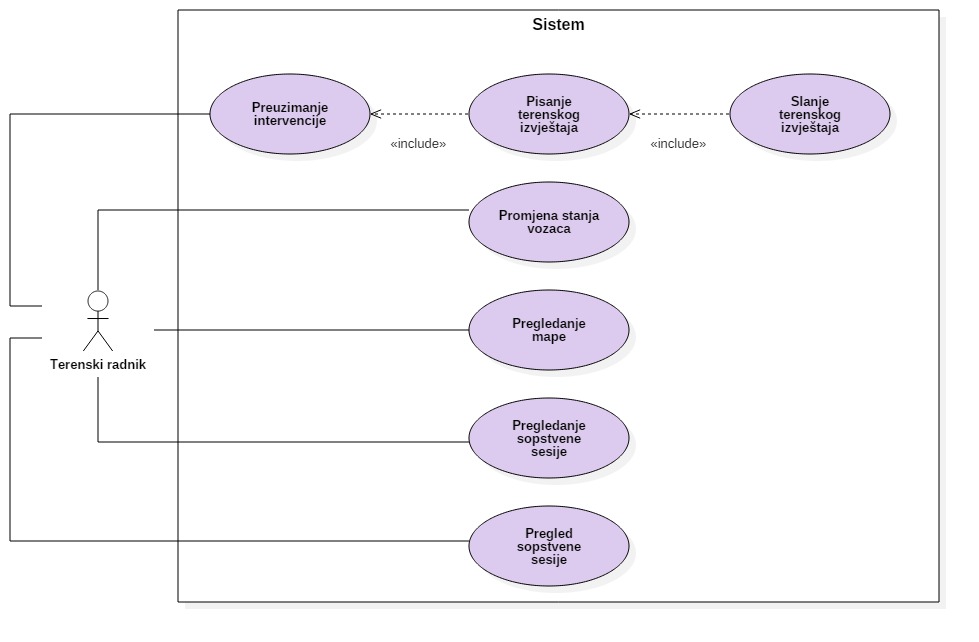 Sistem
Preuzimanje
intervencije
Pisanje
terenskog
izvještaja
Slanje
terenskog
izvještaja
«include»
«include»
Promjena stanja
vozaca
Pregledanje
mape
Terenski radnik
Pregledanje
sopstvene
sesije
Pregled
sopstvene
sesije